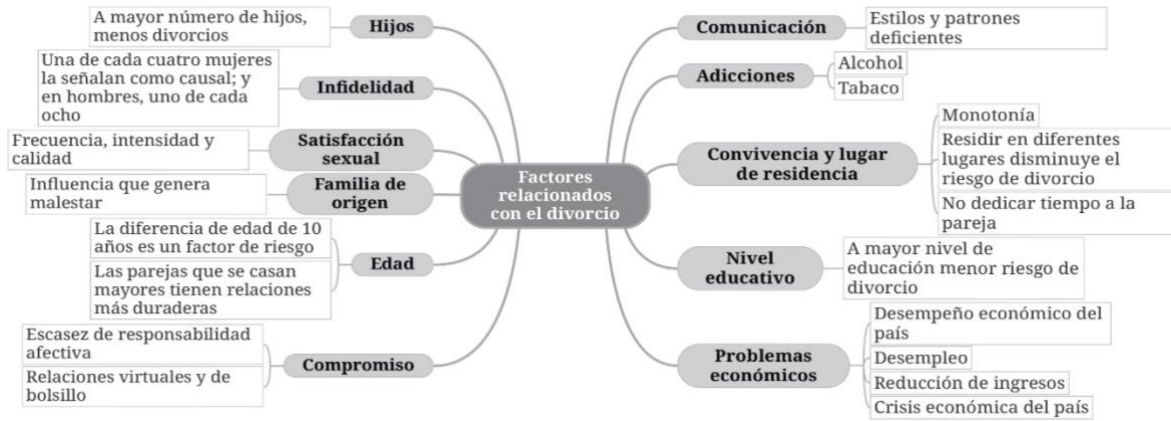 Factores
relacionados
con el divorcio
Hijos
A mayor número de hijos,
menos divorcios
Infidelidad
Una de cada cuatro mujeres
la señalan como causal; y
en hombres, uno de cada
ocho
Satisfacción
sexual
Frecuencia, intensidad y
calidad
Familia de
origen
Influencia que genera
malestar
Edad
La diferencia de edad de 10
años es un factor de riesgo
Las parejas que se casan
mayores tienen relaciones
más duraderas
Compromiso
Escasez de responsabilidad
afectiva
Relaciones virtuales y de
bolsillo
Comunicación
Estilos y patrones
deficientes
Adicciones
Alcohol
Tabaco
Convivencia y lugar
de residencia
Monotonía
Residir en diferentes
lugares disminuye el
riesgo de divorcio
No dedicar tiempo a la
pareja
Nivel
educativo
A mayor nivel de
educación menor riesgo de
divorcio
Problemas
económicos
Desempeño económico del
país
Desempleo
Reducción de ingresos
Crisis económica del país